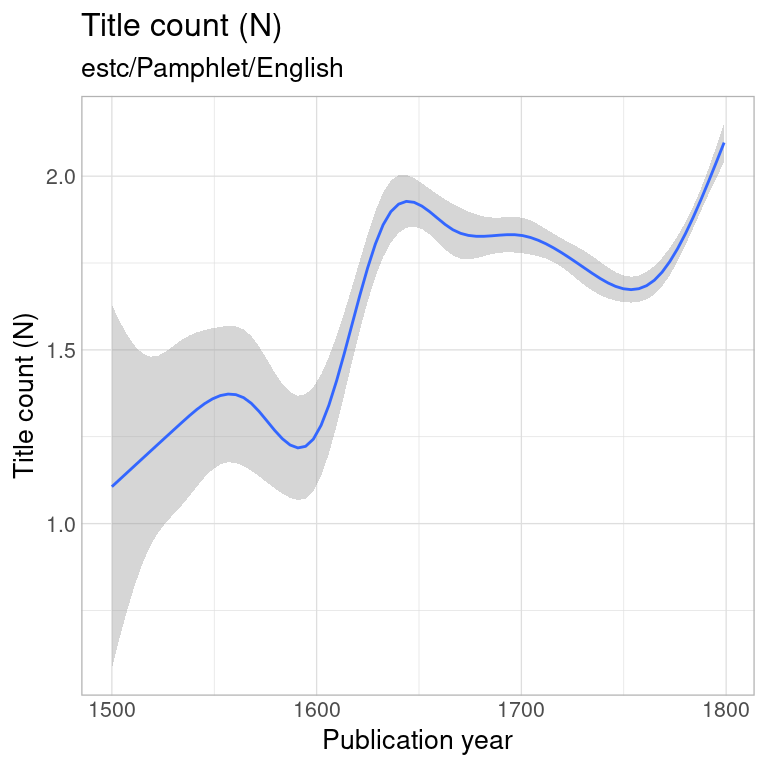 Title count (N)
estc/Pamphlet/English
Title count (N)
2.0
1.5
1.0
1500 1600 1700 1800
Publication year